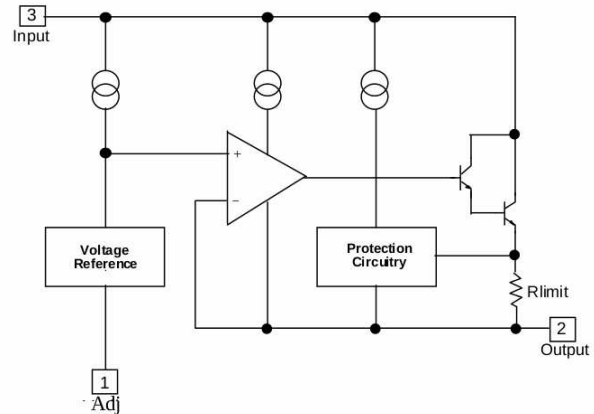 3
Input
+
−
Voltage
Reference
Protection
Circuitry
Rlimit
2
Output
1
Adj